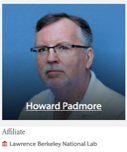 Howard Padmore
Affiliate
Lawrence Berkeley National Lab